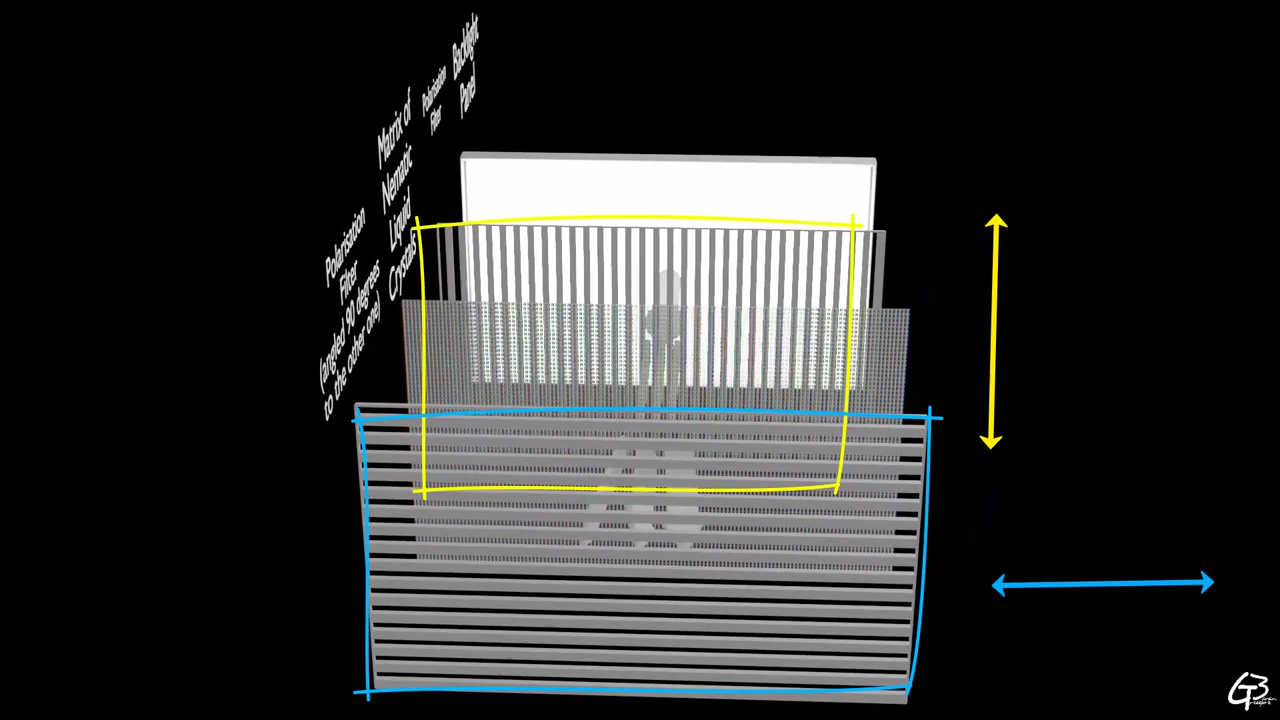 Backlight
Panel
Polarisation
Filter
Matrix of
Nematic
Liquid
Crystals
Polarisation
Filter
(angled 90 degrees
to the other one)